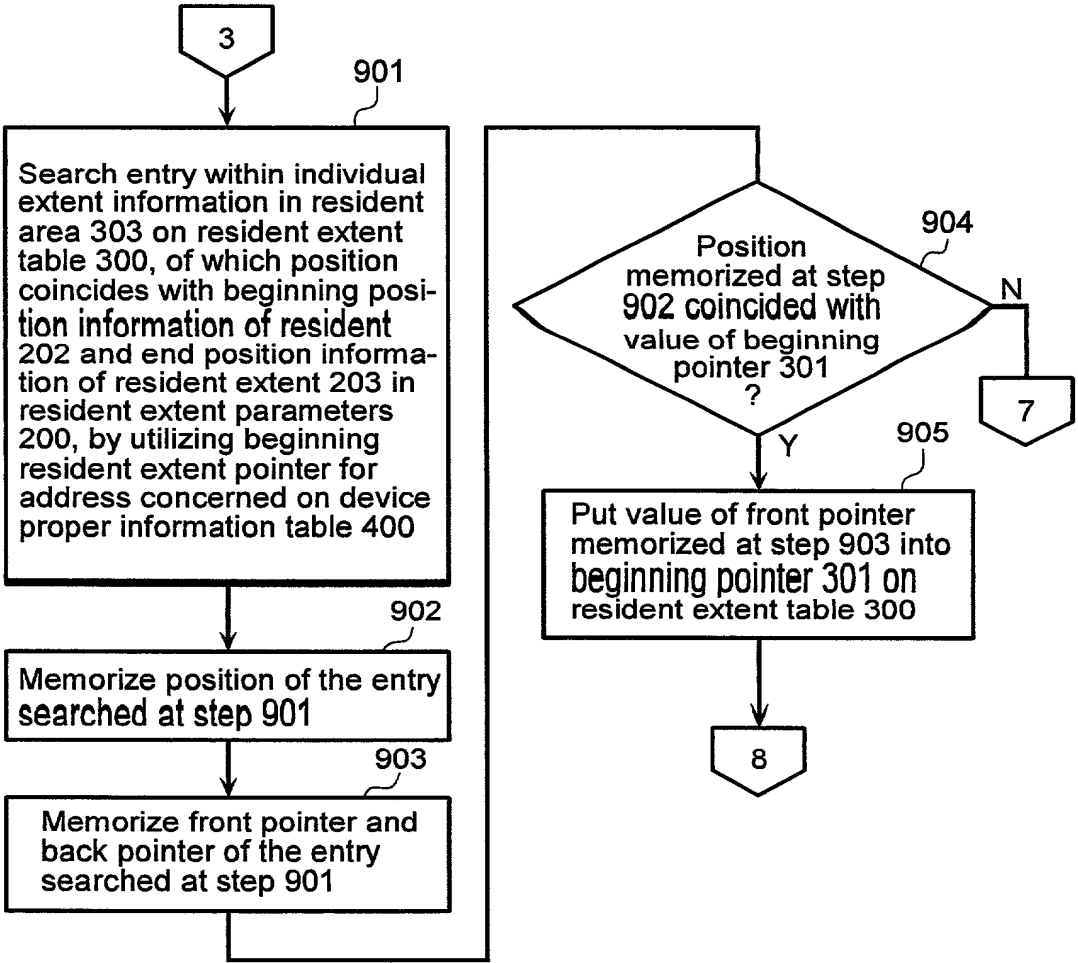 3
901
Search entry within individual
extent information in resident
area 303 on resident extent
table 300, of which position
coincides with beginning posi-
tion information of resident
202 and end position informa-
tion of resident extent 203 in
resident extent parameters
200, by utilizing beginning
resident extent pointer for
address concerned on device
proper information table 400
902
Memorize position of the entry
searched at step 901
903
Memorize front pointer and
back pointer of the entry
searched at step 901
904
Position
memorized at step
902 coincided with
value of beginning
pointer 301
?
N
7
Y
905
Put value of front pointer
memorized at step 903 into
beginning pointer 301 on
resident extent table 300
8